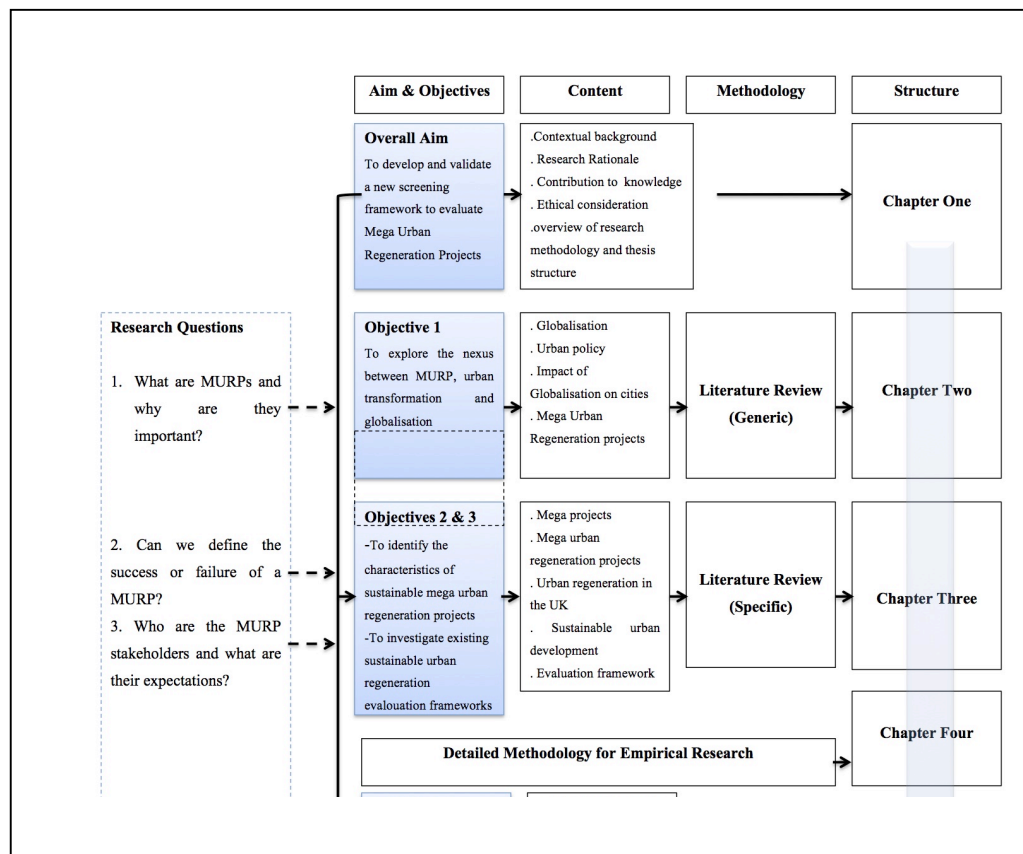 Aim & Objectives
Content
Methodology
Structure
Overall Aim
To develop and validate
a new screening
framework to evaluate
Mega Urban
Regeneration Projects
.Contextual background
. Research Rationale
. Contribution to knowledge
. Ethical consideration
.overview of research
methodology and thesis
structure
Chapter One
Research Questions
1. What are MURPs and
why are they
important?
2. Can we define the
success or failure of a
MURP?
3. Who are the MURP
stakeholders and what are
their expectations?
Objective 1
To explore the nexus
between MURP, urban
transformation and
globalisation
. Globalisation
. Urban policy
. Impact of
Globalisation on cities
. Mega Urban
Regeneration projects
Literature Review
(Generic)
Chapter Two
Objectives 2 & 3
-To identify the
characteristics of
sustainable mega urban
regeneration projects
-To investigate existing
sustainable urban
regeneration
evalouation frameworks
. Mega projects
. Mega urban
regeneration projects
. Urban regeneration in
the UK
. Sustainable urban
development
. Evaluation framework
Literature Review
(Specific)
Chapter Three
Detailed Methodology for Empirical Research
Chapter Four